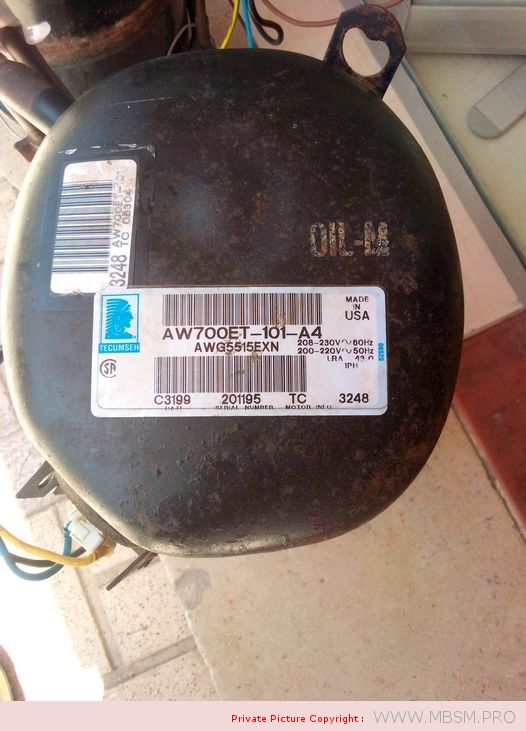 3248 AW700ET-101
TC 08304
OIL-M
TECUMSEH
AW700ET-101-A4
AWG5515EXN
MADE
IN
USA
208-230V~60Hz
200-220V~50Hz
LRA 43.0
1PH
52590
SA
C3199 201195 TC 3248
DATE SERIAL NUMBER MOTOR INFO
Private Picture Copyright : WWW.MBSM.PRO